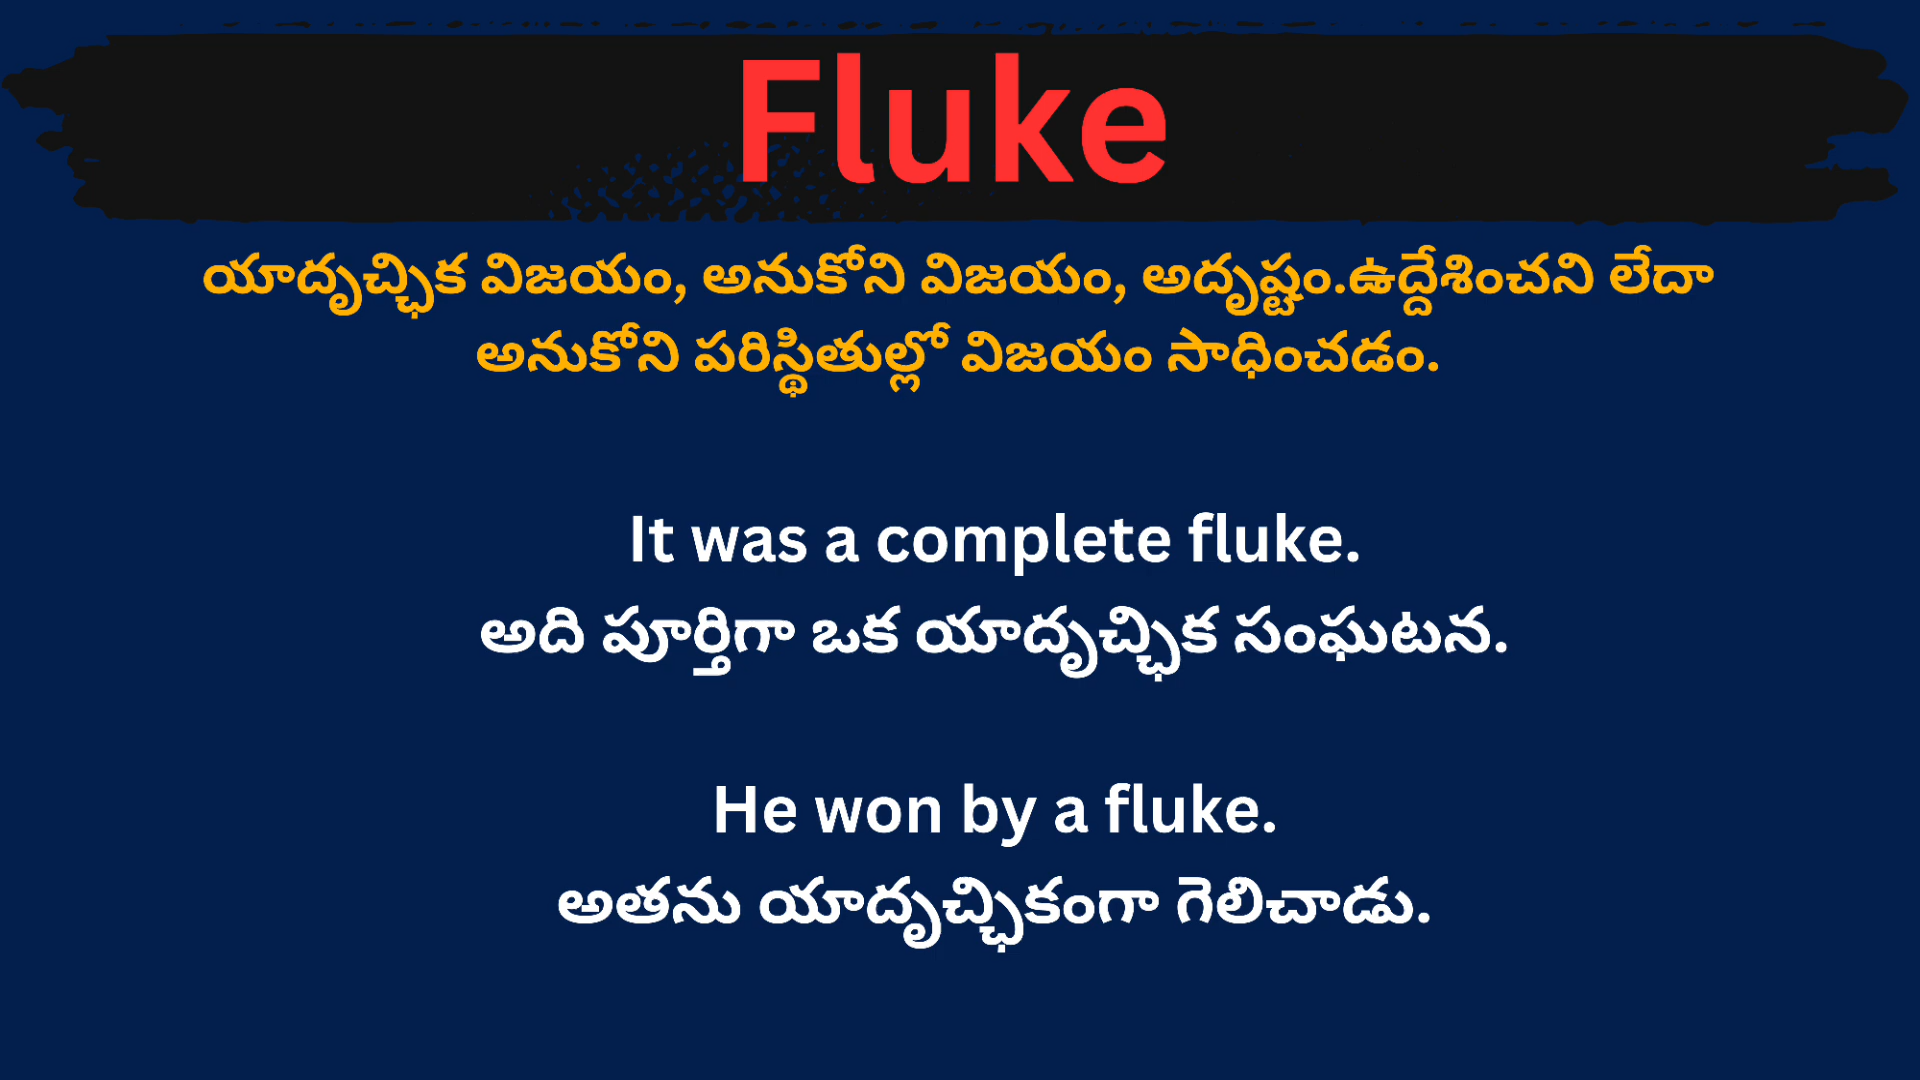 Fluke
యాదృచ్ఛిక విజయం, అనుకోని విజయం, అదృష్టం.ఉద్దేశించని లేదా
అనుకోని పరిస్థితుల్లో విజయం సాధించడం.
It was a complete fluke.
అది పూర్తిగా ఒక యాదృచ్ఛిక సంఘటన.
He won by a fluke.
అతను యాదృచ్ఛికంగా గెలిచాడు.